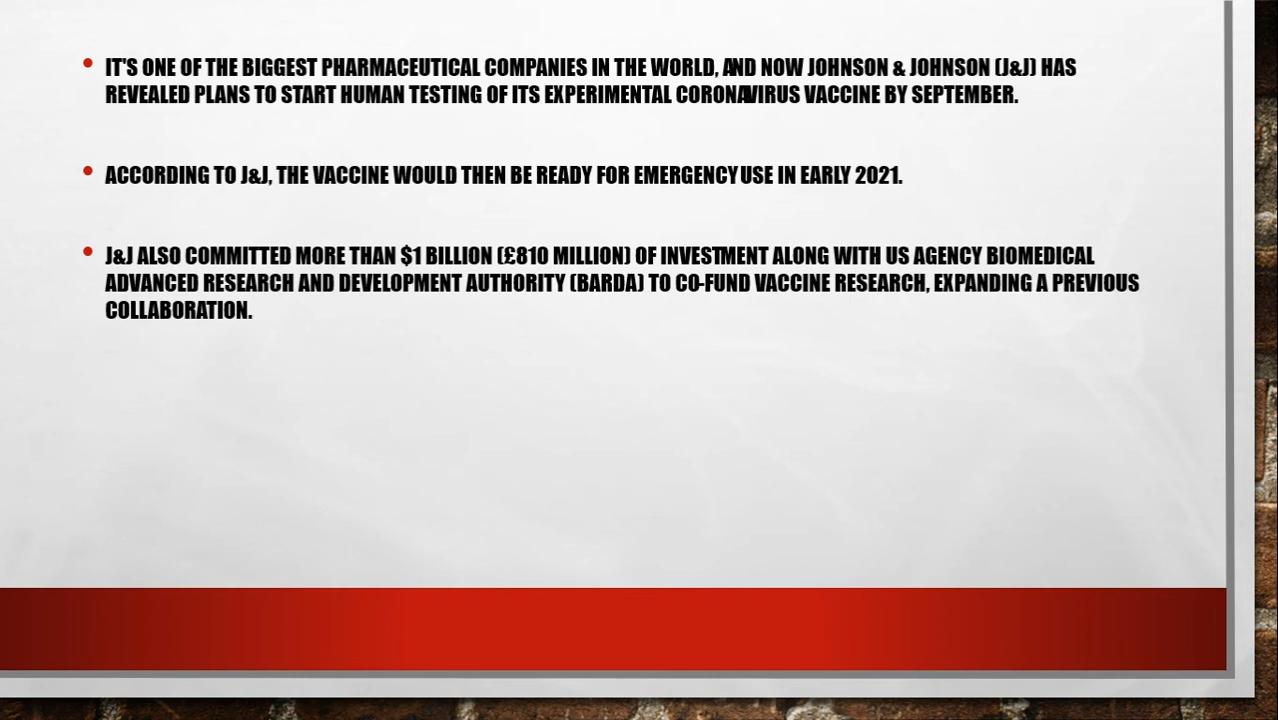 • IT'S ONE OF THE BIGGEST PHARMACEUTICAL COMPANIES IN THE WORLD, AND NOW JOHNSON & JOHNSON (J&J) HAS
REVEALED PLANS TO START HUMAN TESTING OF ITS EXPERIMENTAL CORONAVIRUS VACCINE BY SEPTEMBER.
• ACCORDING TO J&J, THE VACCINE WOULD THEN BE READY FOR EMERGENCY USE IN EARLY 2021.
• J&J ALSO COMMITTED MORE THAN $1 BILLION (£810 MILLION) OF INVESTMENT ALONG WITH US AGENCY BIOMEDICAL
ADVANCED RESEARCH AND DEVELOPMENT AUTHORITY (BARDA) TO CO-FUND VACCINE RESEARCH, EXPANDING A PREVIOUS
COLLABORATION.